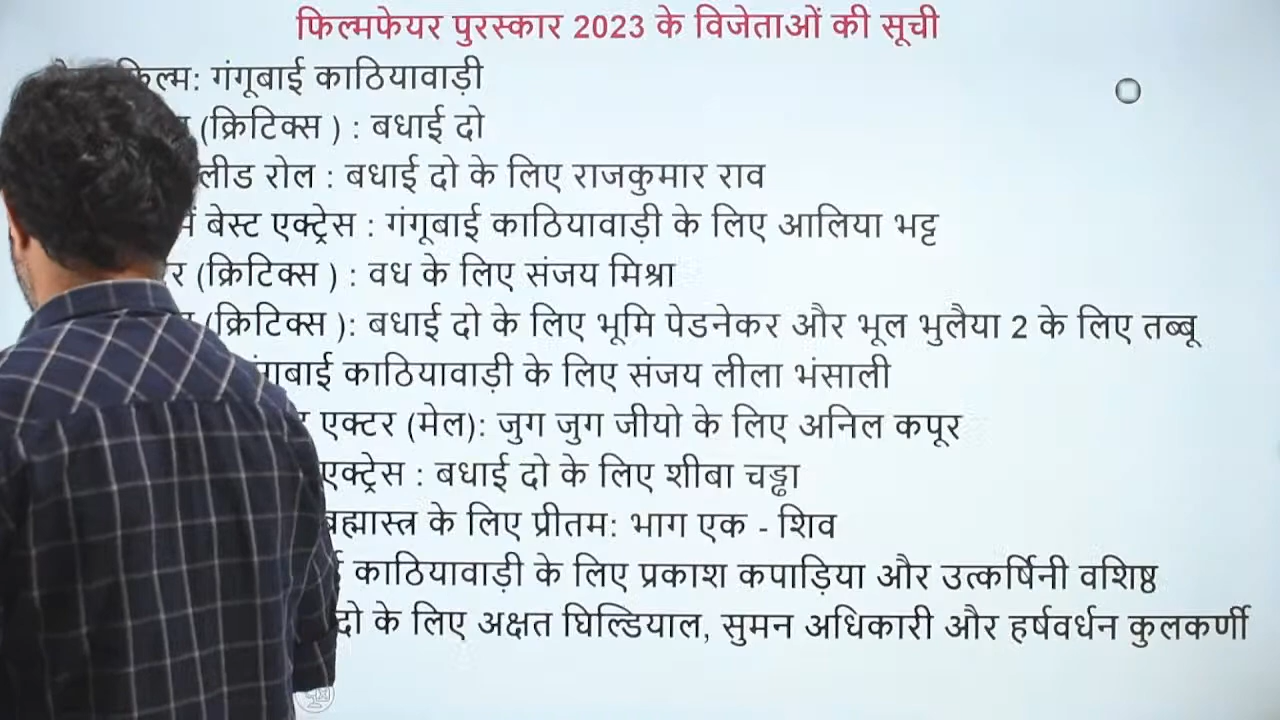 फिल्मफेयर पुरस्कार 2023 के विजेताओं की सूची
फिल्म: गंगूबाई काठियावाड़ी
(क्रिटिक्स ) : बधाई दो
लीड रोल : बधाई दो के लिए राजकुमार राव
में बेस्ट एक्ट्रेस : गंगूबाई काठियावाड़ी के लिए आलिया भट्ट
(क्रिटिक्स ) : वध के लिए संजय मिश्रा
(क्रिटिक्स ): बधाई दो के लिए भूमि पेडनेकर और भूल भुलैया 2 के लिए तब्बू
काठियावाड़ी के लिए संजय लीला भंसाली
एक्टर (मेल): जुग जुग जीयो के लिए अनिल कपूर
एक्ट्रेस : बधाई दो के लिए शीबा चड्ढा
ब्रह्मास्त्र के लिए प्रीतम: भाग एक - शिव
काठियावाड़ी के लिए प्रकाश कपाड़िया और उत्कर्षिनी वशिष्ठ
दो के लिए अक्षत घिल्डियाल, सुमन अधिकारी और हर्षवर्धन कुलकर्णी